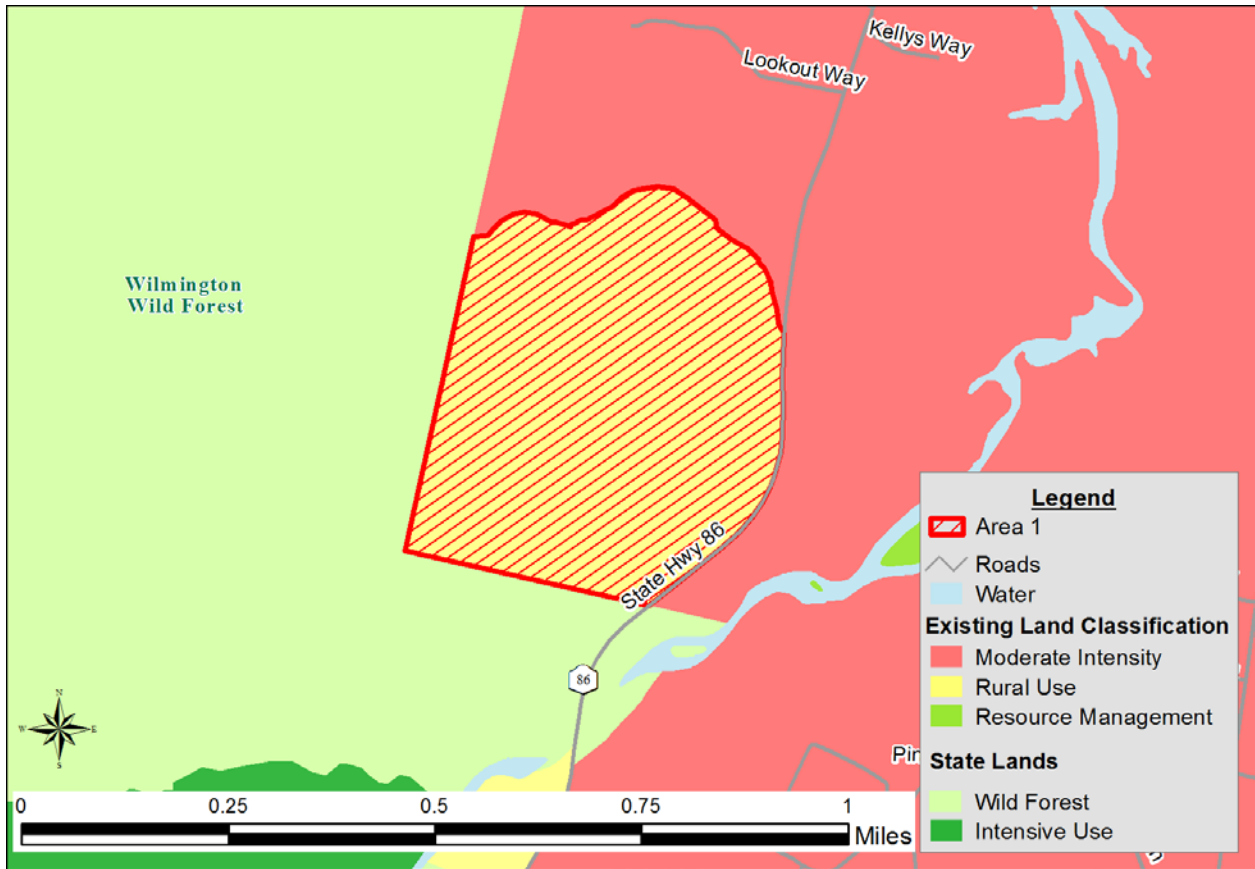 Kellys Way
Lookout Way
Wilmington
Wild Forest
State Hwy 86
86
N
W E
S
Legend
Area 1
Roads
Water
Existing Land Classification
Moderate Intensity
Rural Use
Resource Management
State Lands
Wild Forest
Intensive Use
Pin
0 0.25 0.5 0.75 1
Miles